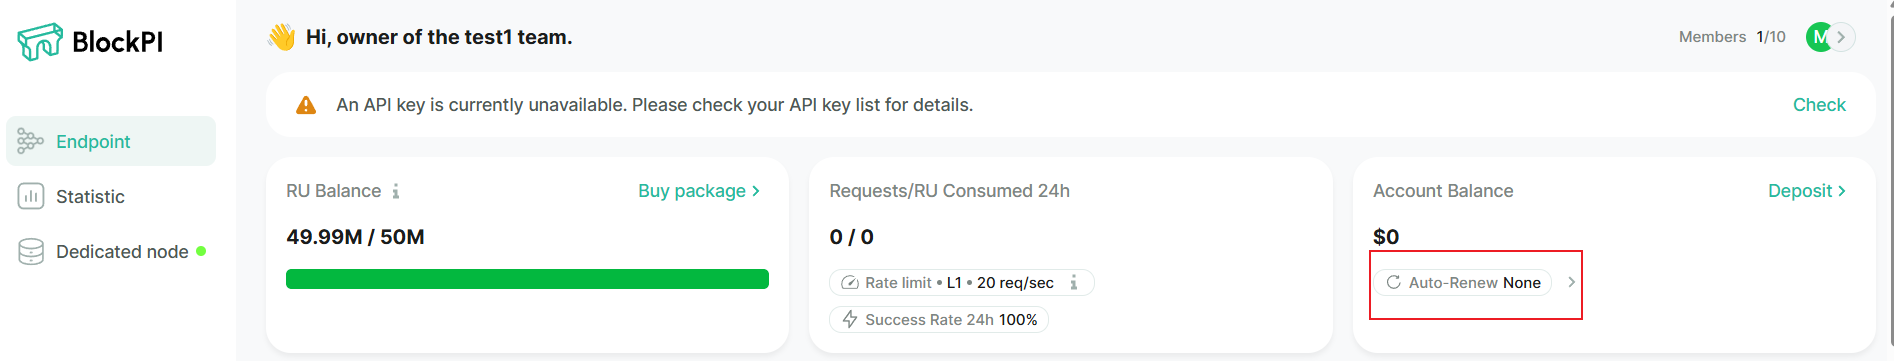 BlockPI
Endpoint
Statistic
Dedicated node
Hi, owner of the test1 team.
Members 1/10
M
An API key is currently unavailable. Please check your API key list for details.
Check
RU Balance
Buy package
49.99M / 50M
Requests/RU Consumed 24h
0 / 0
Rate limit • L1 • 20 req/sec
Success Rate 24h 100%
Account Balance
Deposit
$0
Auto-Renew None